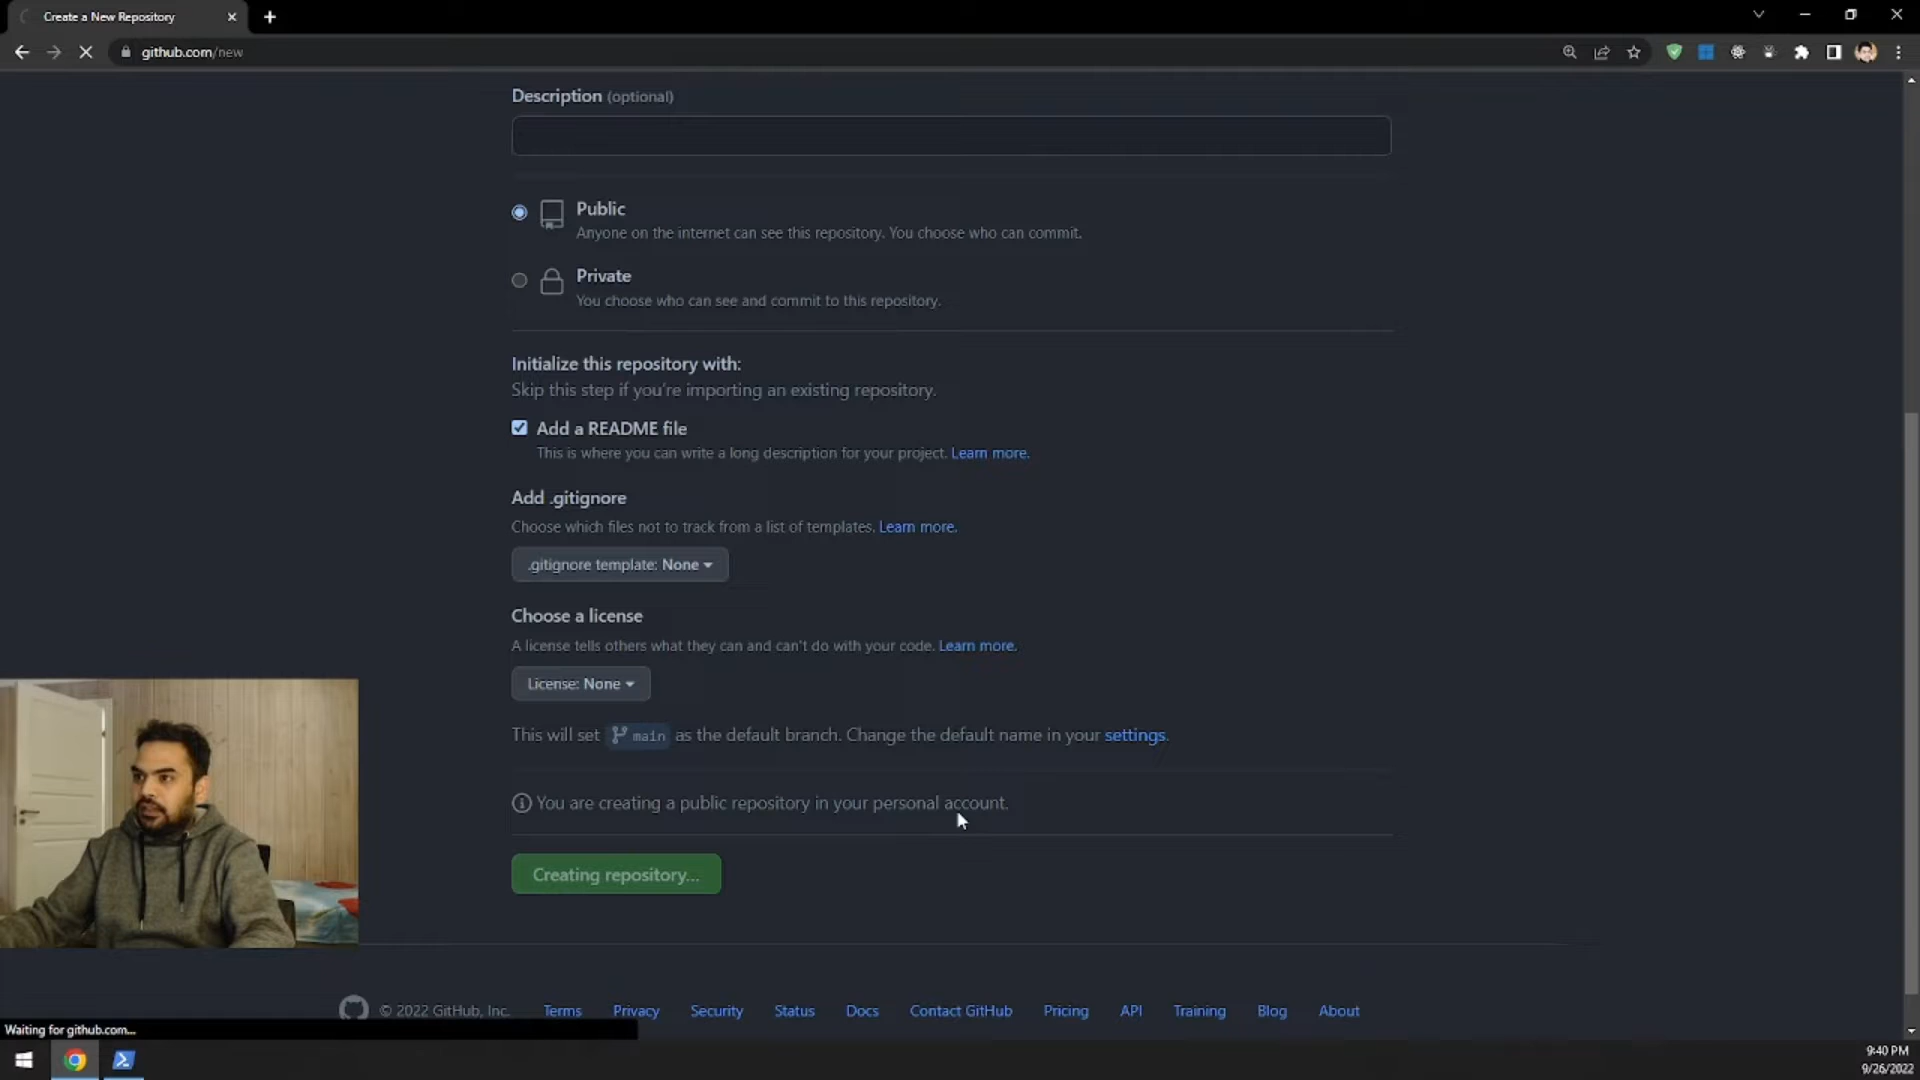 Create a New Repository
github.com/new
Description (optional)
Public
Anyone on the internet can see this repository. You choose who can commit.
Private
You choose who can see and commit to this repository.
Initialize this repository with:
Skip this step if you're importing an existing repository.
Add a README file
This is where you can write a long description for your project. Learn more.
Add .gitignore
Choose which files not to track from a list of templates. Learn more.
.gitignore template: None
Choose a license
A license tells others what they can and can't do with your code. Learn more.
License: None
This will set main as the default branch. Change the default name in your settings.
You are creating a public repository in your personal account.
Creating repository...
© 2022 GitHub, Inc. Terms Privacy Security Status Docs Contact GitHub Pricing API Training Blog About
Waiting for github.com...
9:40 PM
9/26/2022